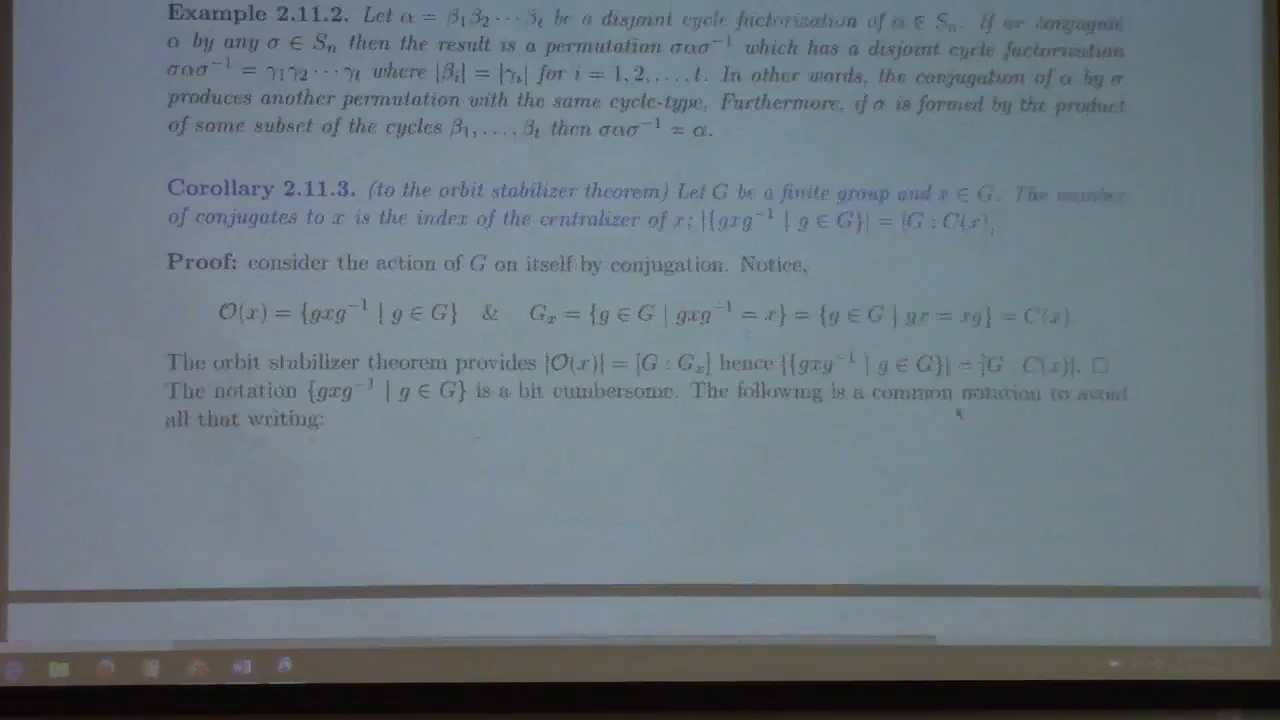 Example 2.11.2. Let α = β₁β₂ ··· βₜ be a disjoint cycle factorization of α ∈ Sₙ. If we conjugate
α by any σ ∈ Sₙ then the result is a permutation σασ⁻¹ which has a disjoint cycle factorization
σασ⁻¹ = γ₁γ₂ ··· γₜ where |βᵢ| = |γᵢ| for i = 1, 2, . . . , t. In other words, the conjugation of α by σ
produces another permutation with the same cycle-type. Furthermore, if σ is formed by the product
of some subset of the cycles β₁, . . . , βₜ then σασ⁻¹ = α.
Corollary 2.11.3. (to the orbit stabilizer theorem) Let G be a finite group and x ∈ G. The number
of conjugates to x is the index of the centralizer of x; |{gxg⁻¹ | g ∈ G}| = [G : C(x)]
Proof: consider the action of G on itself by conjugation. Notice,
O(x) = {gxg⁻¹ | g ∈ G} & Gₓ = {g ∈ G | gxg⁻¹ = x} = {g ∈ G | gx = xg} = C(x)
The orbit stabilizer theorem provides |O(x)| = [G : Gₓ] hence |{gxg⁻¹ | g ∈ G}| = [G : C(x)]. □
The notation {gxg⁻¹ | g ∈ G} is a bit cumbersome. The following is a common notation to avoid
all that writing: